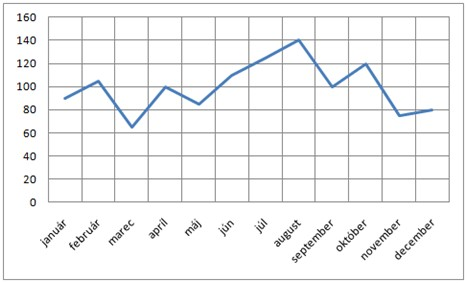 160
140
120
100
80
60
40
20
0
január
február
marec
apríl
máj
jún
júl
august
september
október
november
december